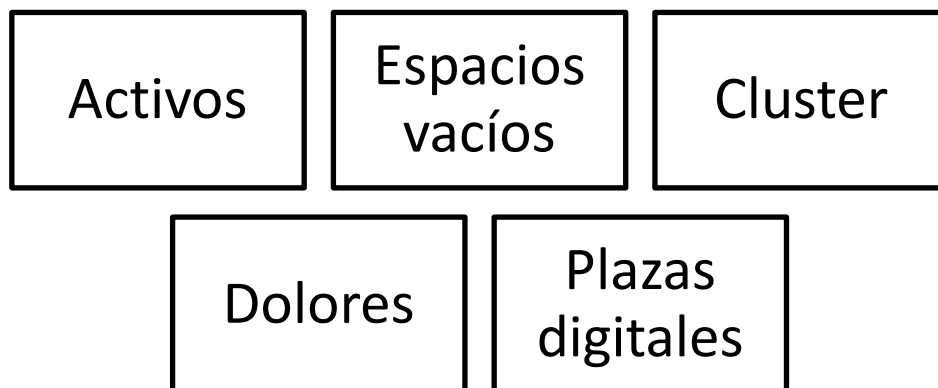 Activos
Espacios
vacíos
Cluster
Dolores
Plazas
digitales